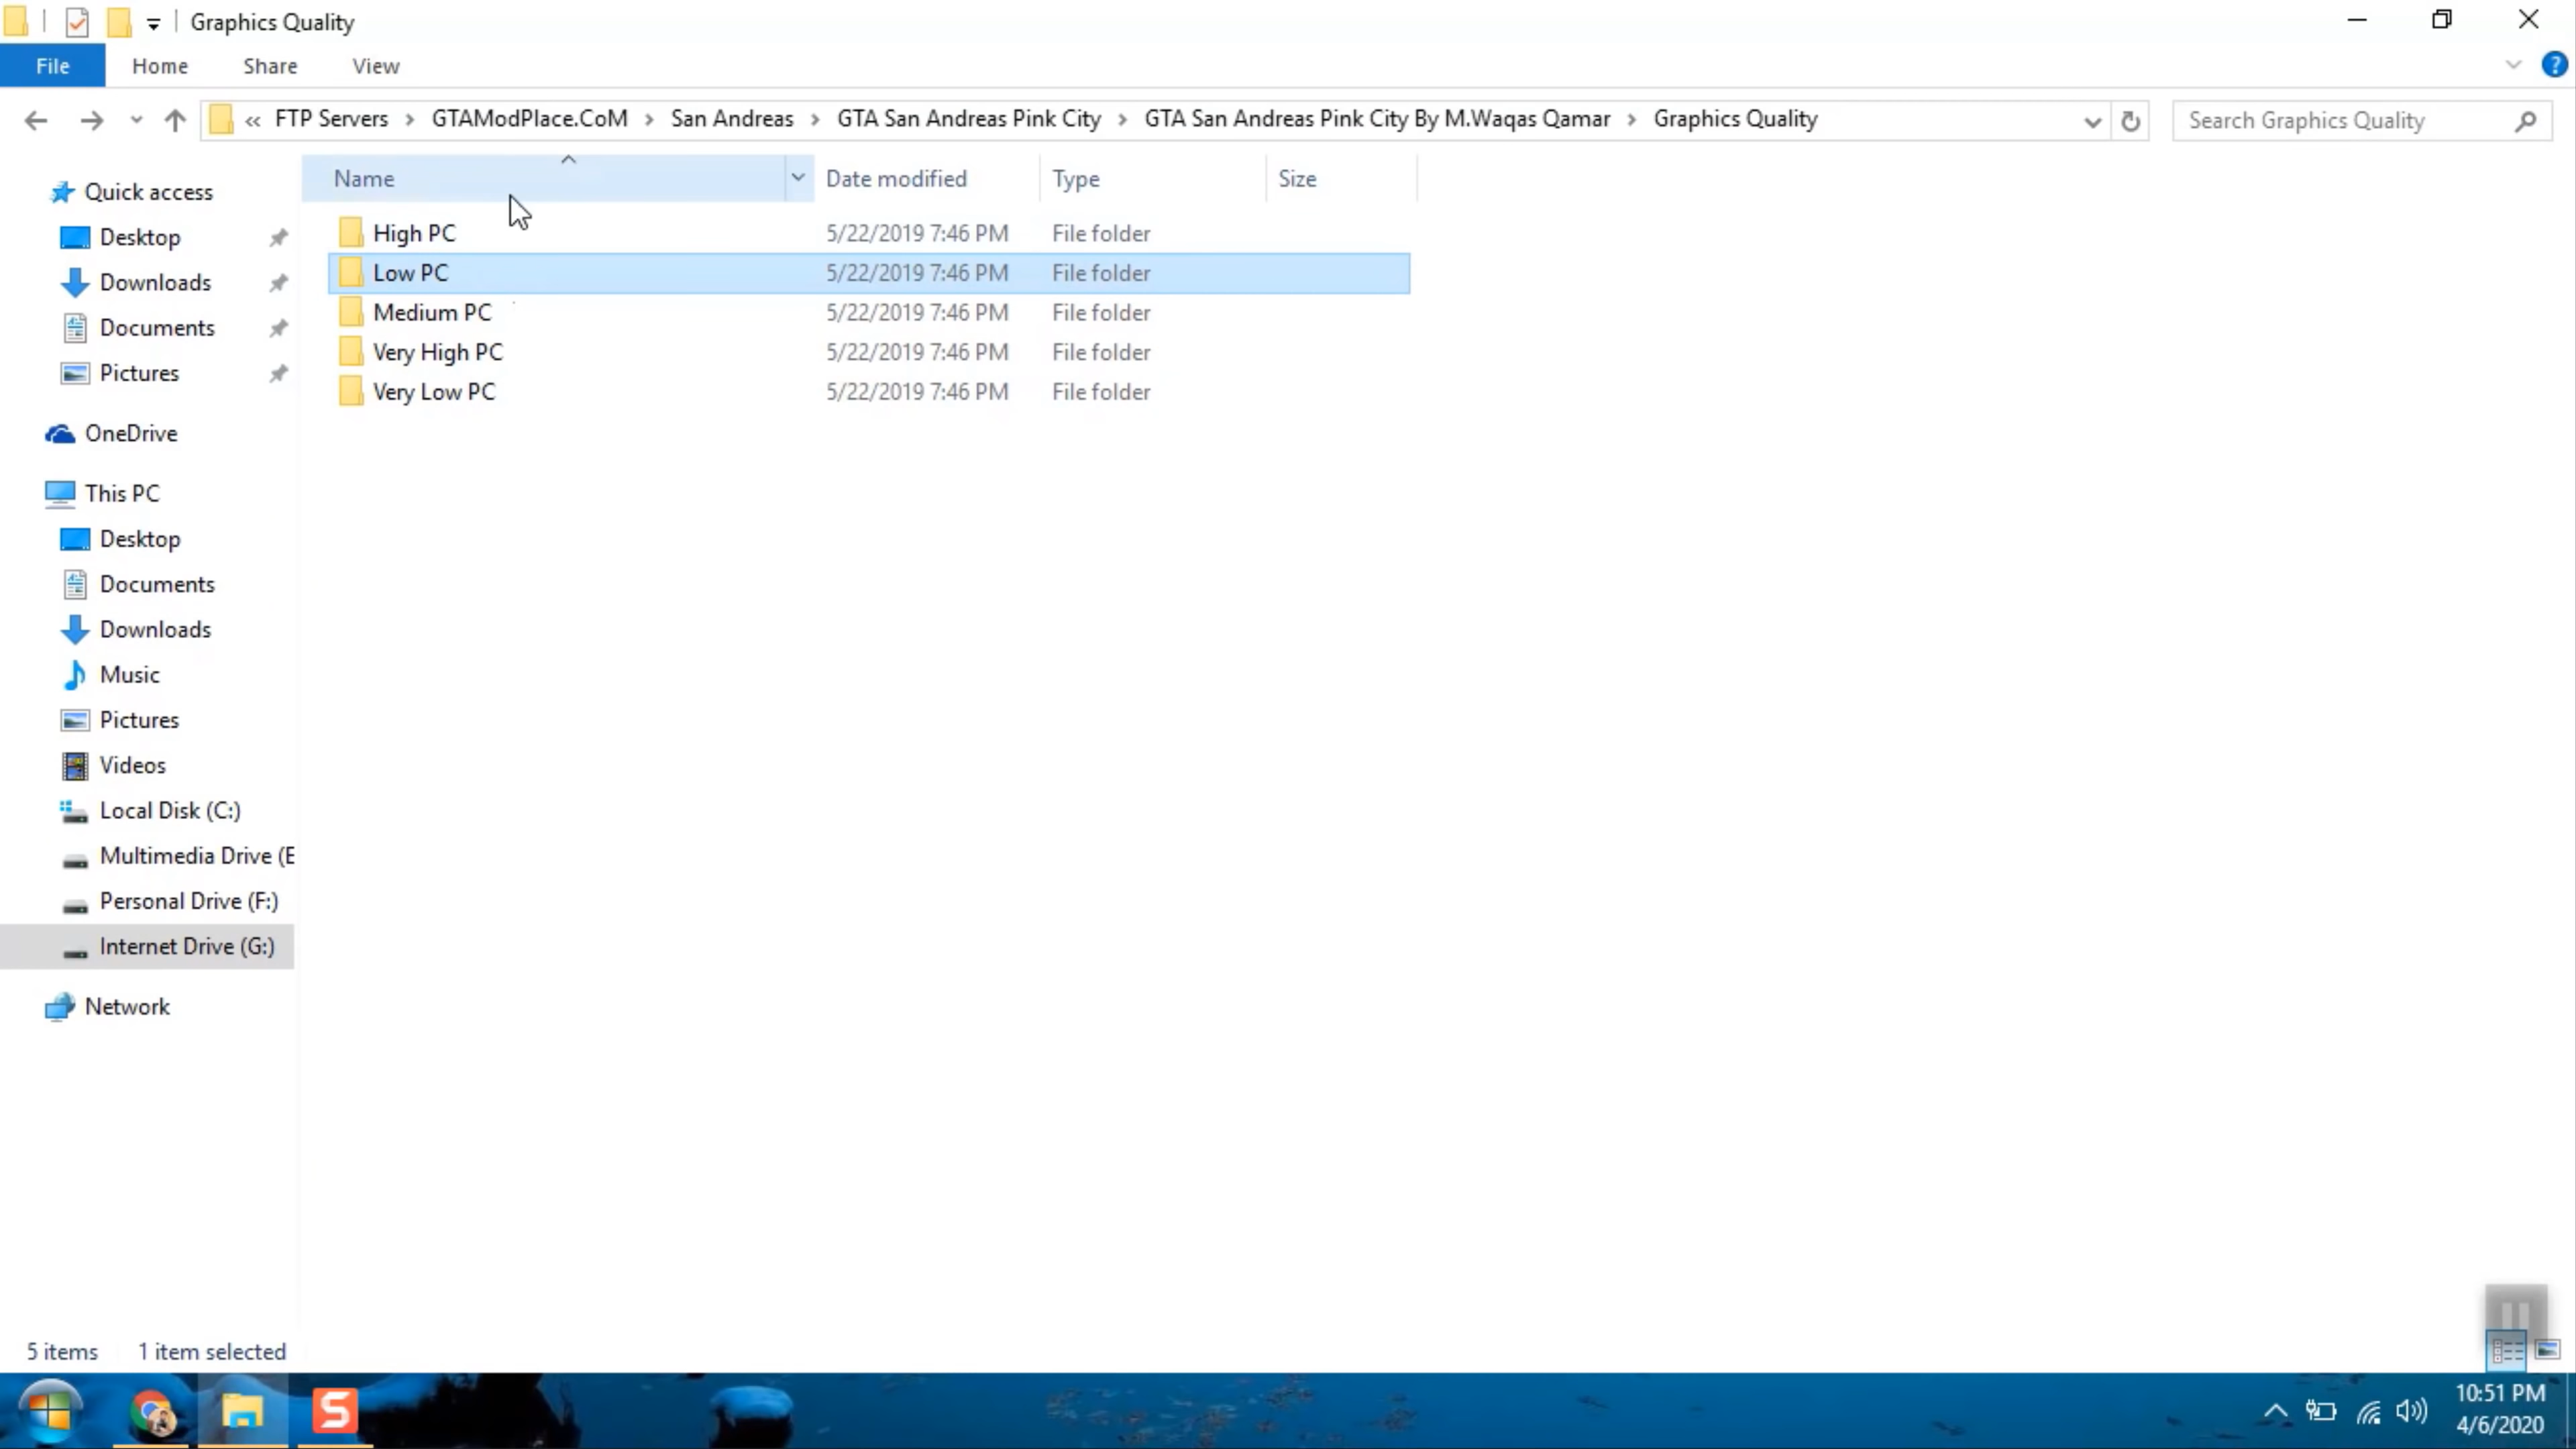 Graphics Quality
File Home Share View
« FTP Servers › GTAModPlace.CoM › San Andreas › GTA San Andreas Pink City › GTA San Andreas Pink City By M.Waqas Qamar › Graphics Quality
Search Graphics Quality
Name Date modified Type Size
High PC 5/22/2019 7:46 PM File folder
Low PC 5/22/2019 7:46 PM File folder
Medium PC 5/22/2019 7:46 PM File folder
Very High PC 5/22/2019 7:46 PM File folder
Very Low PC 5/22/2019 7:46 PM File folder
Quick access
Desktop
Downloads
Documents
Pictures
OneDrive
This PC
Desktop
Documents
Downloads
Music
Pictures
Videos
Local Disk (C:)
Multimedia Drive (E
Personal Drive (F:)
Internet Drive (G:)
Network
5 items 1 item selected
S
10:51 PM
4/6/2020